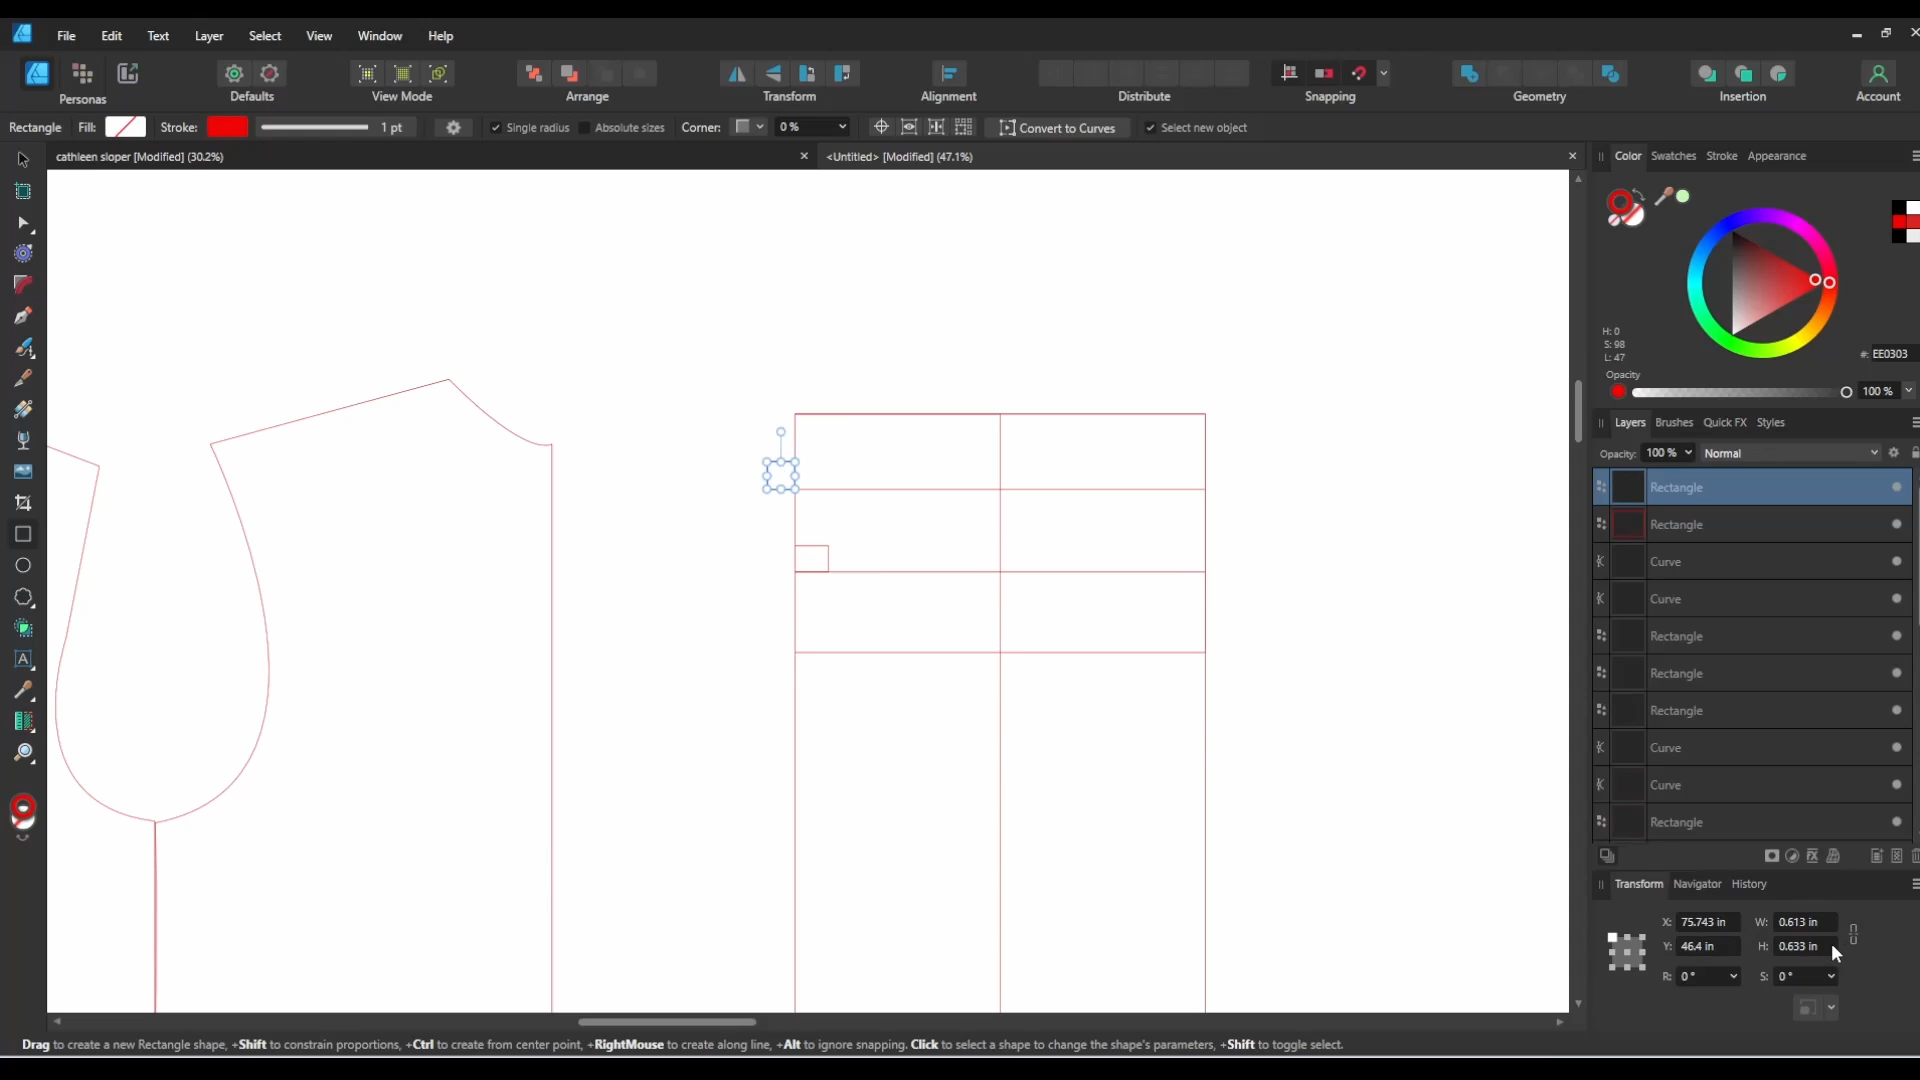 File Edit Text Layer Select View Window Help
Personas Defaults View Mode Arrange Transform Alignment Distribute Snapping Geometry Insertion Account
Rectangle Fill: Stroke: 1 pt Single radius Absolute sizes Corner: 0 % Convert to Curves Select new object
cathleen sloper [Modified] (30.2%) <Untitled> [Modified] (47.1%)
Color Swatches Stroke Appearance
H: 0
S: 98
L: 47
#: EE0303
Opacity
100 %
Layers Brushes Quick FX Styles
Opacity: 100 % Normal
Rectangle
Rectangle
Curve
Curve
Rectangle
Rectangle
Rectangle
Curve
Curve
Rectangle
Transform Navigator History
X: 75.743 in W: 0.613 in
Y: 46.4 in H: 0.633 in
R: 0 ° S: 0 °
Drag to create a new Rectangle shape, +Shift to constrain proportions, +Ctrl to create from center point, +RightMouse to create along line, +Alt to ignore snapping. Click to select a shape to change the shape's parameters, +Shift to toggle select.